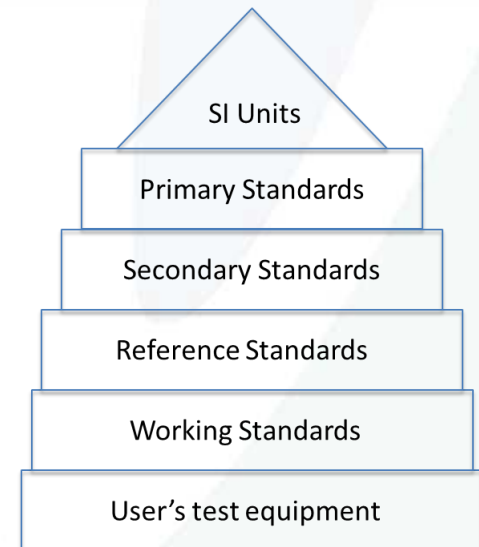 SI Units
Primary Standards
Secondary Standards
Reference Standards
Working Standards
User’s test equipment